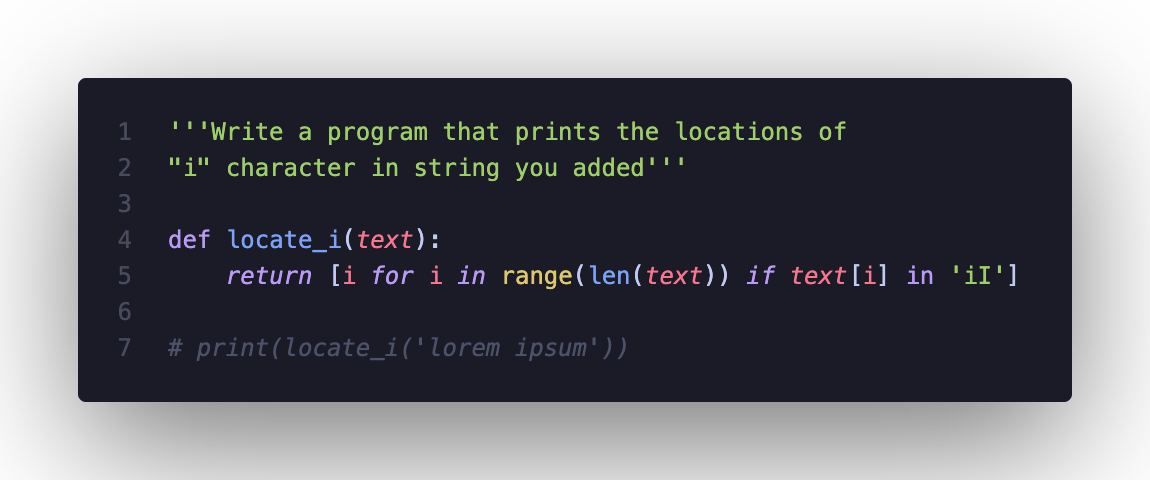 1 '''Write a program that prints the locations of
2 "i" character in string you added'''
3
4 def locate_i(text):
5     return [i for i in range(len(text)) if text[i] in 'iI']
6
7 # print(locate_i('lorem ipsum'))